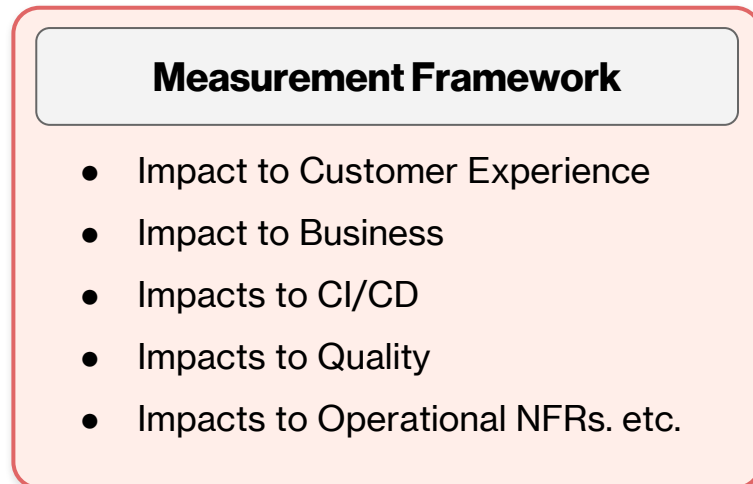 Measurement Framework
● Impact to Customer Experience
● Impact to Business
● Impacts to CI/CD
● Impacts to Quality
● Impacts to Operational NFRs. etc.